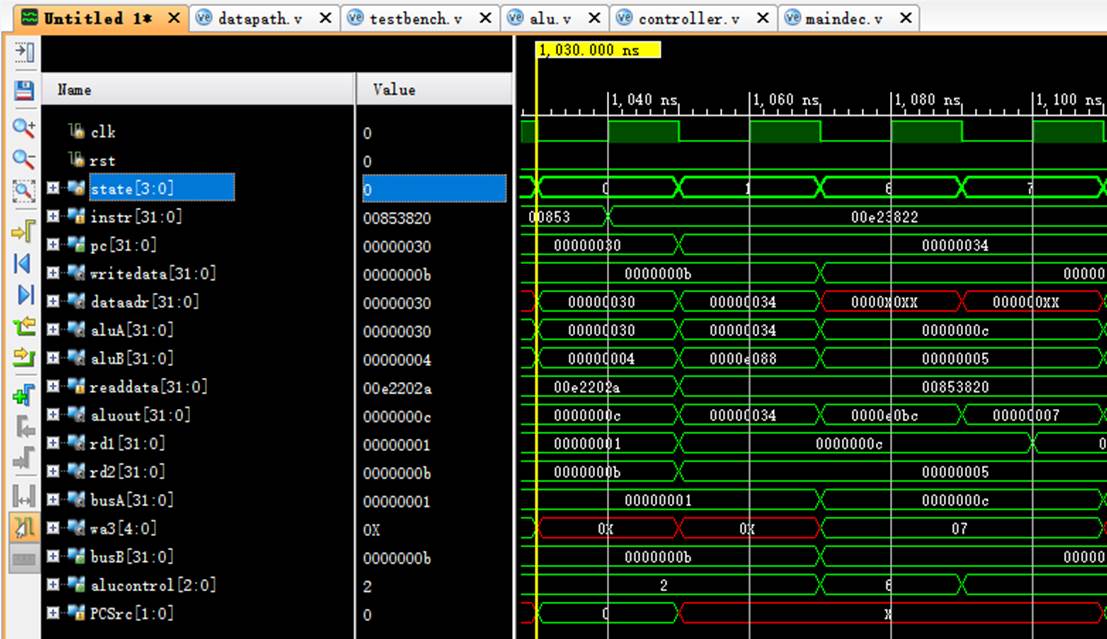 Untitled 1* datapath.v testbench.v alu.v controller.v maindec.v
1,030.000 ns
Name Value
1,040 ns 1,060 ns 1,080 ns 1,100 ns
clk 0
rst 0
state[3:0] 0 0 1 6 7
instr[31:0] 00853820 00853 00e23822
pc[31:0] 00000030 00000030 00000034
writedata[31:0] 0000000b 0000000b 00000
dataadr[31:0] 00000030 00000030 00000034 0000X0XX 000000XX
aluA[31:0] 00000030 00000030 00000034 0000000c
aluB[31:0] 00000004 00000004 0000e088 00000005
readdata[31:0] 00e2202a 00e2202a 00853820
aluout[31:0] 0000000c 0000000c 00000034 0000e0bc 00000007
rd1[31:0] 00000001 00000001 0000000c 0
rd2[31:0] 0000000b 0000000b 00000005
busA[31:0] 00000001 00000001 0000000c
wa3[4:0] 0X 0X 0X 07
busB[31:0] 0000000b 0000000b 00000
alucontrol[2:0] 2 2 6
PCSrc[1:0] 0 0 X